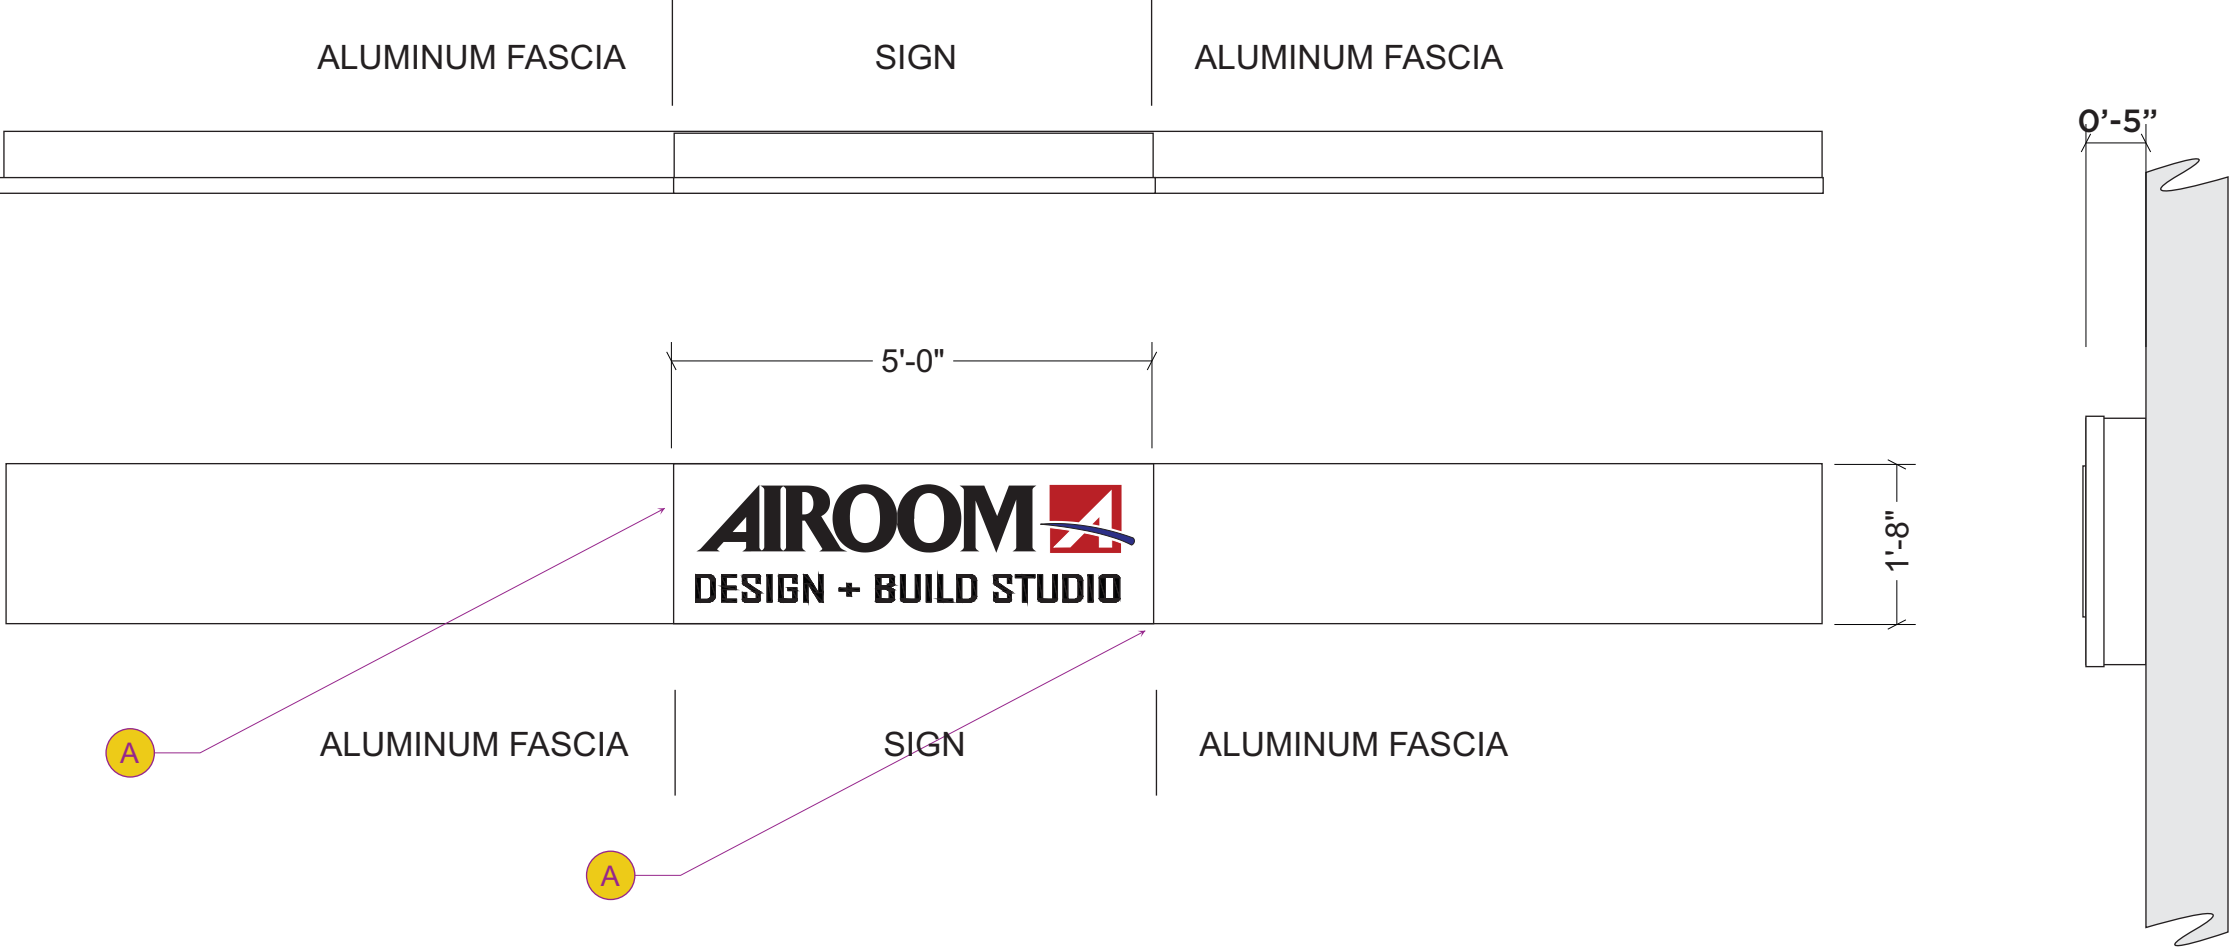 ALUMINUM FASCIA SIGN ALUMINUM FASCIA
0’-5”
5'-0"
AIROOM A
DESIGN + BUILD STUDIO
1'-8"
A
ALUMINUM FASCIA SIGN ALUMINUM FASCIA
A